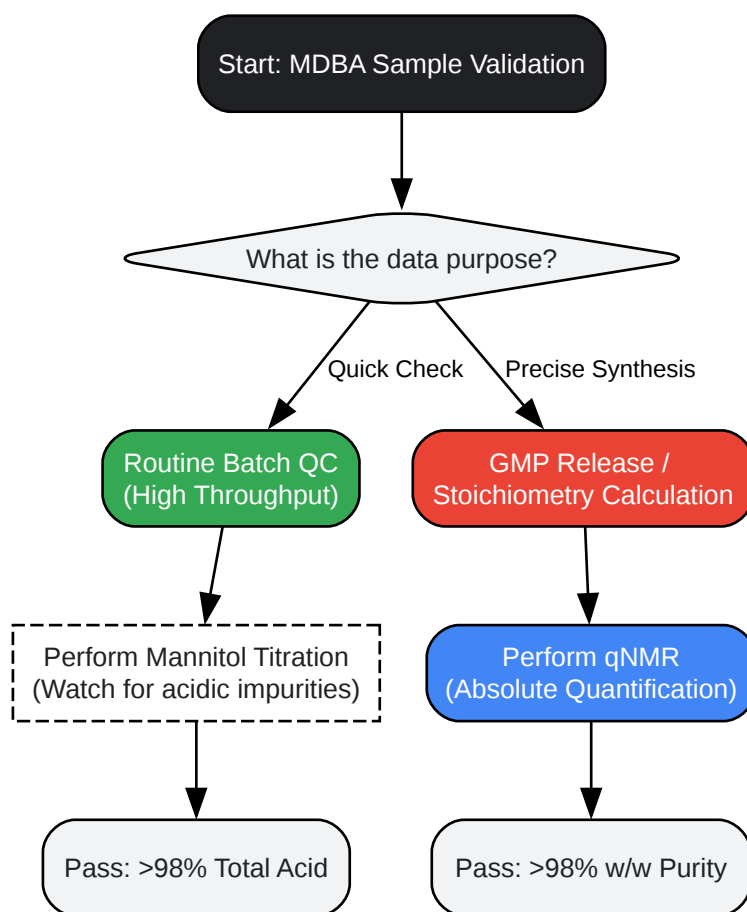 Start: MDBA Sample Validation
What is the data purpose?
Quick Check
Precise Synthesis
Routine Batch QC
(High Throughput)
GMP Release /
Stoichiometry Calculation
Perform Mannitol Titration
(Watch for acidic impurities)
Perform qNMR
(Absolute Quantification)
Pass: >98% Total Acid
Pass: >98% w/w Purity